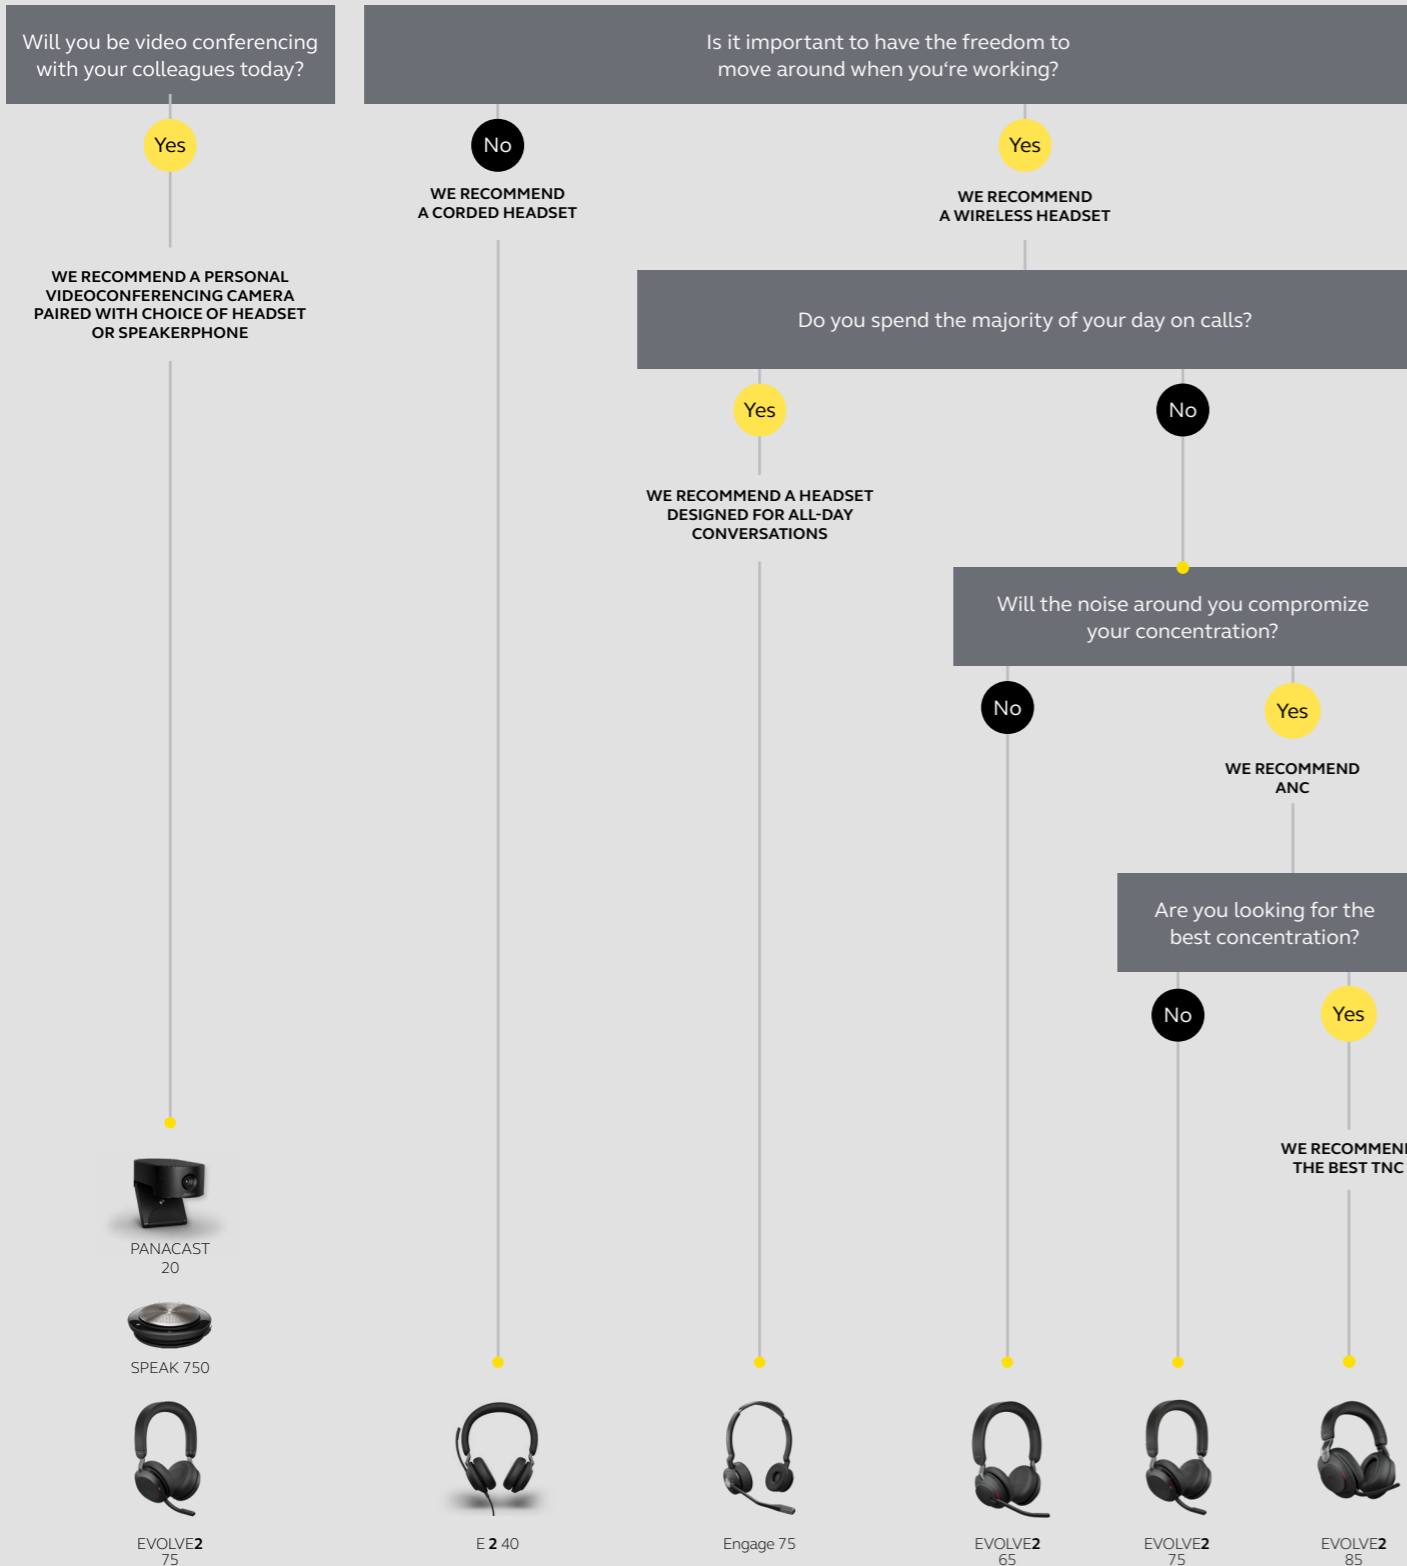 Will you be video conferencing
with your colleagues today?
Yes
WE RECOMMEND A PERSONAL
VIDEOCONFERENCING CAMERA
PAIRED WITH CHOICE OF HEADSET
OR SPEAKERPHONE
PANACAST
20
SPEAK 750
EVOLVE2
75
Is it important to have the freedom to
move around when you're working?
No
WE RECOMMEND
A CORDED HEADSET
E 2 40
Yes
WE RECOMMEND
A WIRELESS HEADSET
Do you spend the majority of your day on calls?
Yes
WE RECOMMEND A HEADSET
DESIGNED FOR ALL-DAY
CONVERSATIONS
Engage 75
No
Will the noise around you compromize
your concentration?
No
EVOLVE2
65
Yes
WE RECOMMEND
ANC
Are you looking for the
best concentration?
No
EVOLVE2
75
Yes
WE RECOMMEND
THE BEST TNC
EVOLVE2
85